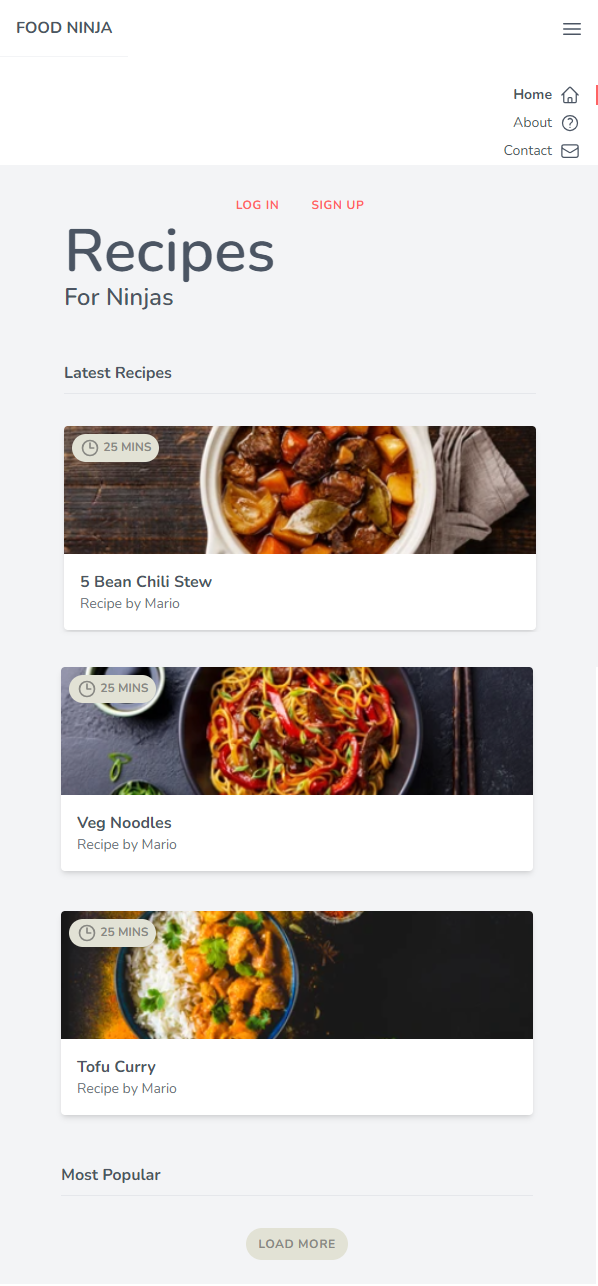 FOOD NINJA
Home
About
Contact
LOG IN SIGN UP
Recipes
For Ninjas
Latest Recipes
25 MINS
5 Bean Chili Stew
Recipe by Mario
25 MINS
Veg Noodles
Recipe by Mario
25 MINS
Tofu Curry
Recipe by Mario
Most Popular
LOAD MORE